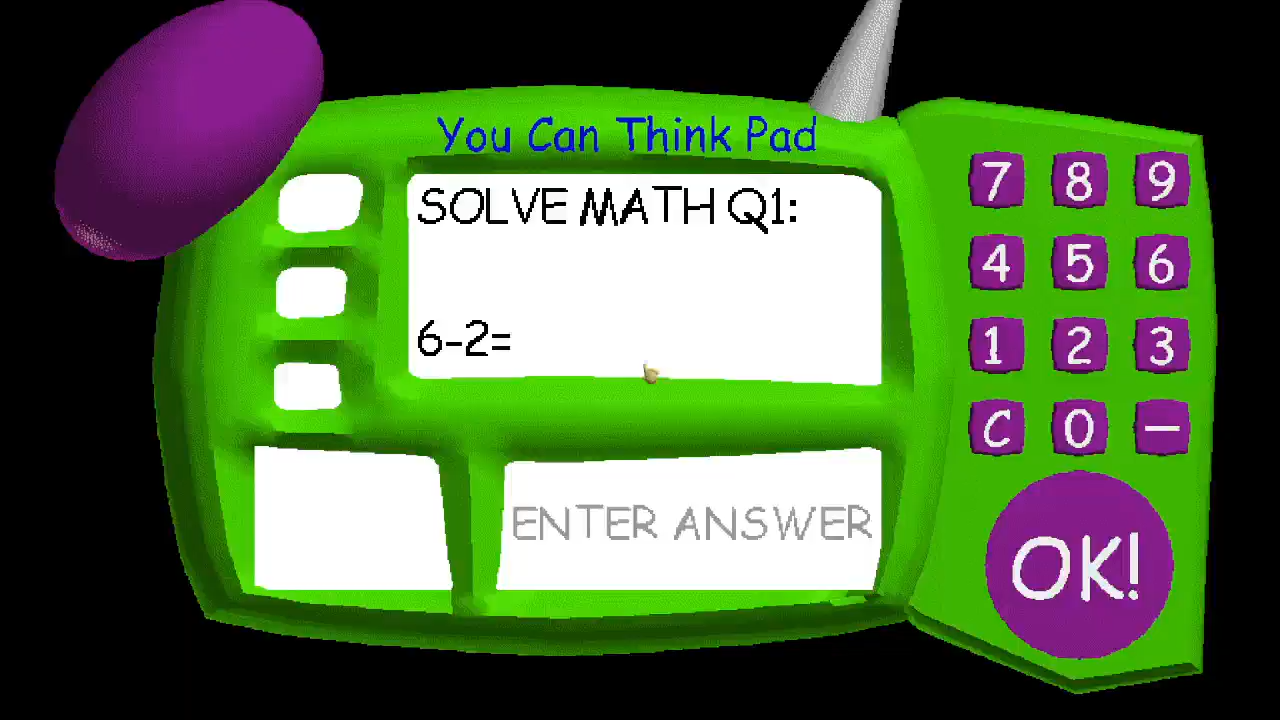 You Can Think Pad
SOLVE MATH Q1:
6-2=
ENTER ANSWER
7 8 9
4 5 6
1 2 3
C 0 —
OK!